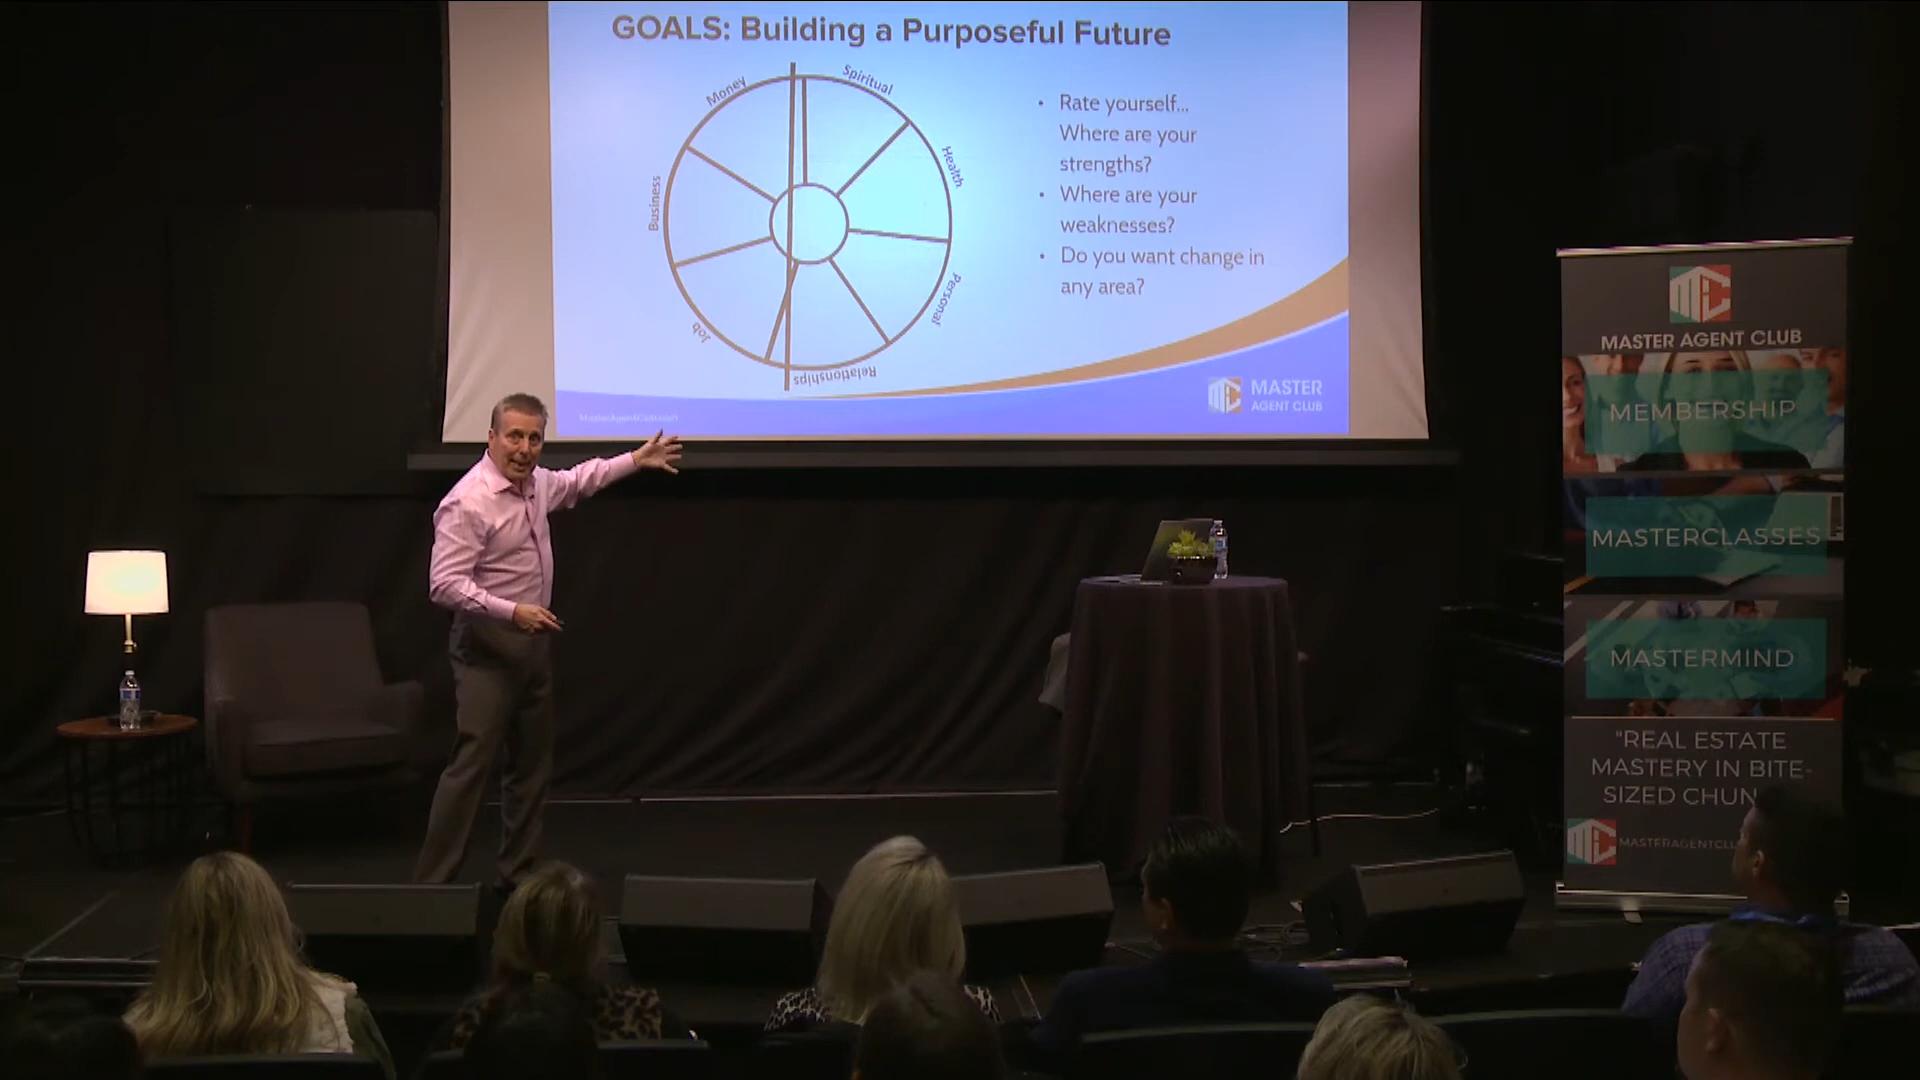 GOALS: Building a Purposeful Future
Money
Spiritual
Health
Personal
Relationships
Job
Business
• Rate yourself...
Where are your
strengths?
• Where are your
weaknesses?
• Do you want change in
any area?
MASTER
AGENT CLUB
MASTER AGENT CLUB
MEMBERSHIP
MASTERCLASSES
MASTERMIND
"REAL ESTATE
MASTERY IN BITE-
SIZED CHUN
MASTERAGENTCL